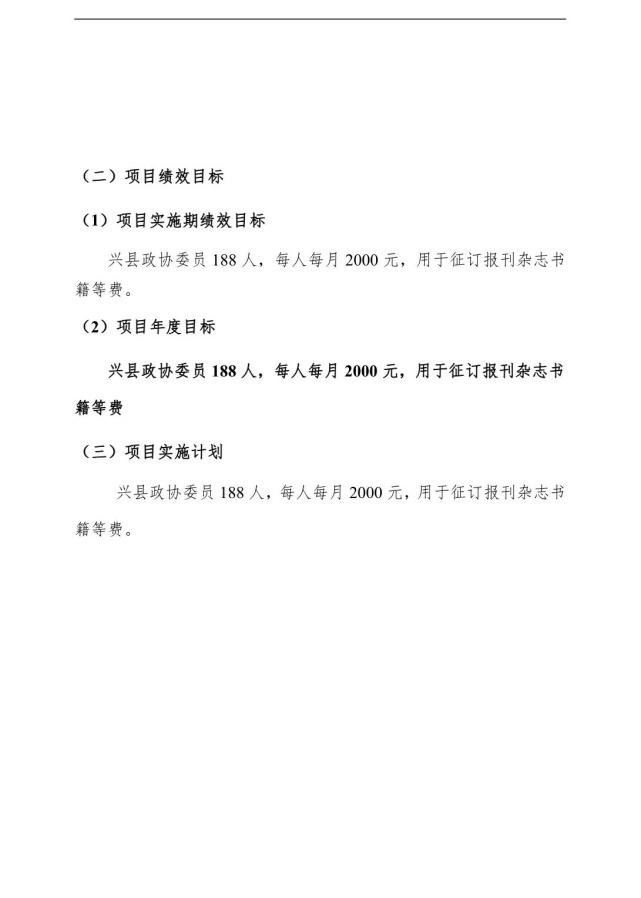 （二）项目绩效目标
（1）项目实施期绩效目标
兴县政协委员 188 人，每人每月 2000 元，用于征订报刊杂志书
籍等费。
（2）项目年度目标
兴县政协委员 188 人，每人每月 2000 元，用于征订报刊杂志书
籍等费
（三）项目实施计划
兴县政协委员 188 人，每人每月 2000 元，用于征订报刊杂志书
籍等费。